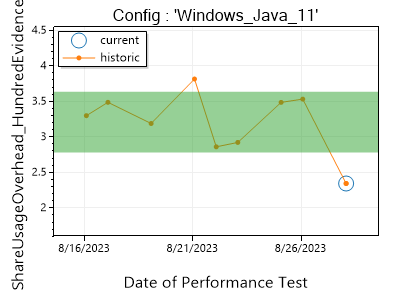 Config : 'Windows_Java_11'
ShareUsageOverhead_HundredEvidence
current
historic
4.5
4
3.5
3
2.5
2
8/16/2023
8/21/2023
8/26/2023
Date of Performance Test